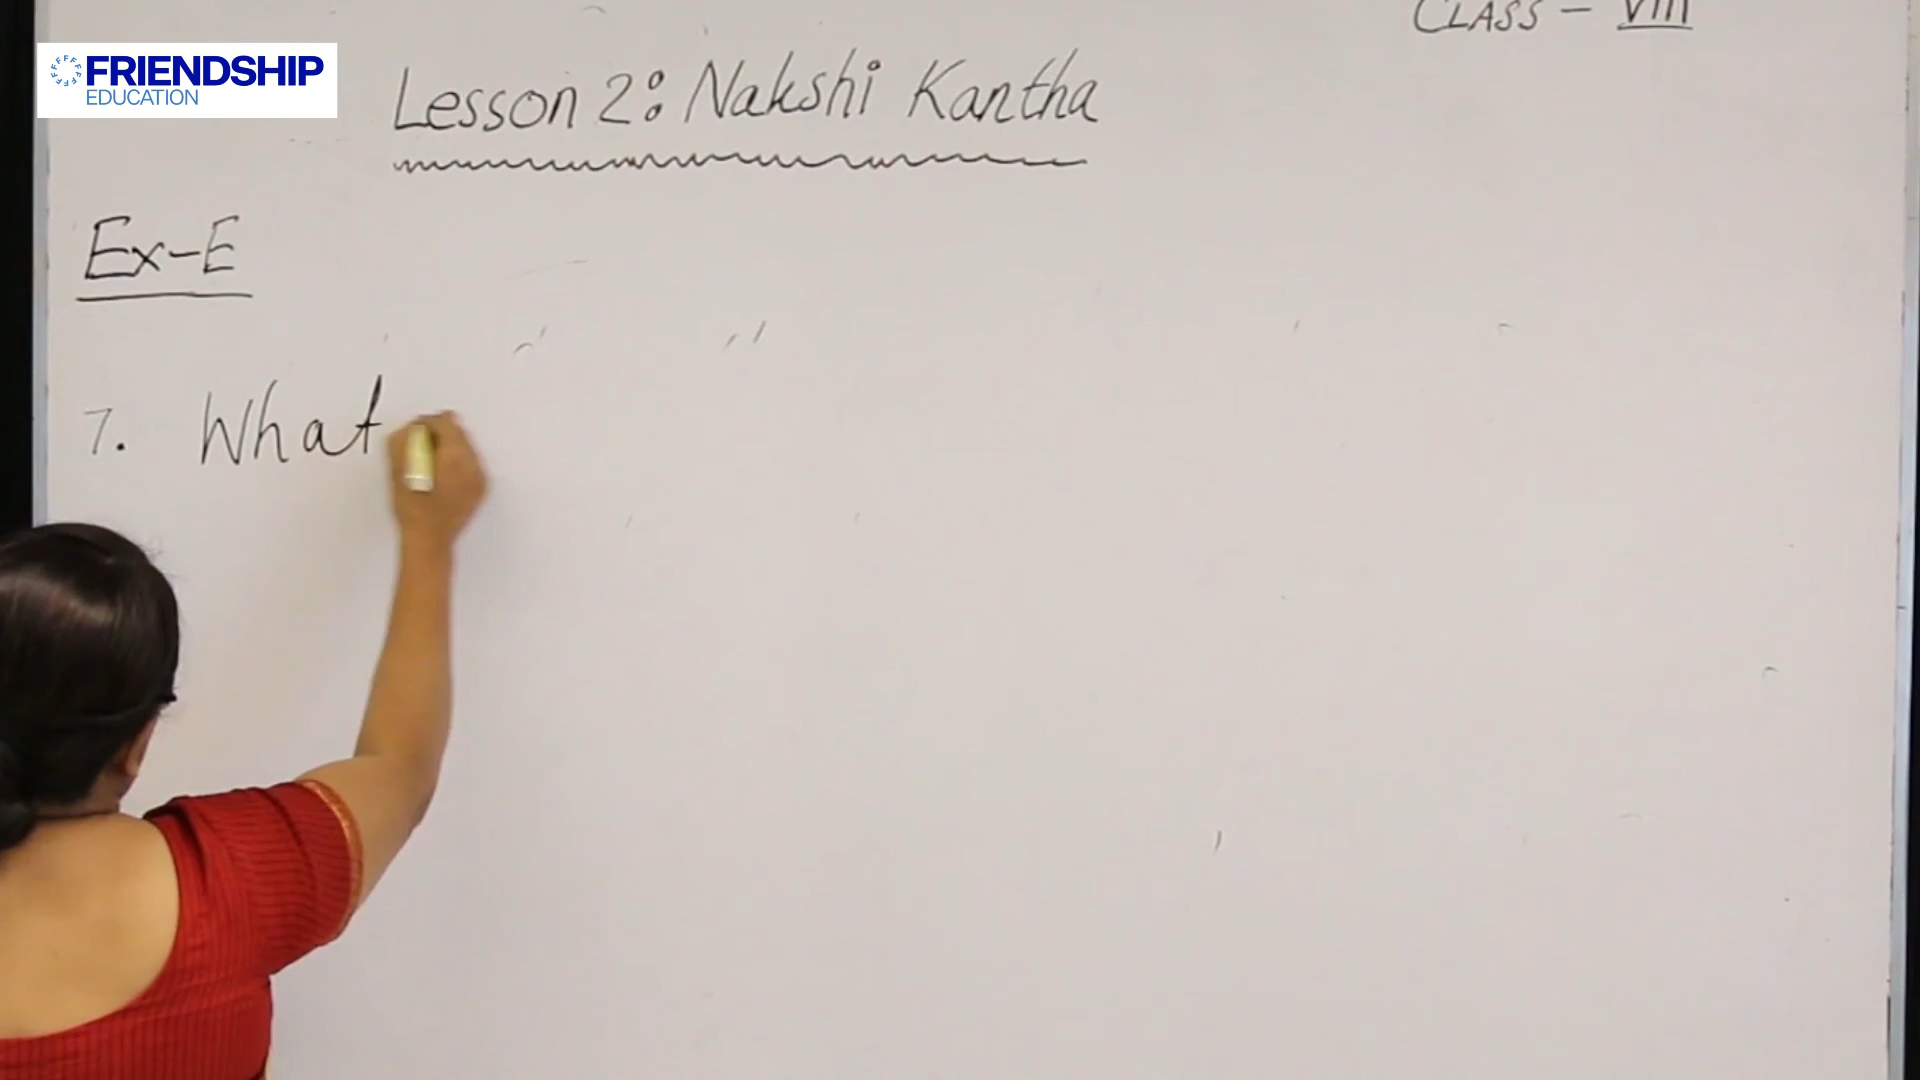 CLASS - VIII
FRIENDSHIP
EDUCATION
Lesson 2: Nakshi Kantha
Ex-E
7. What